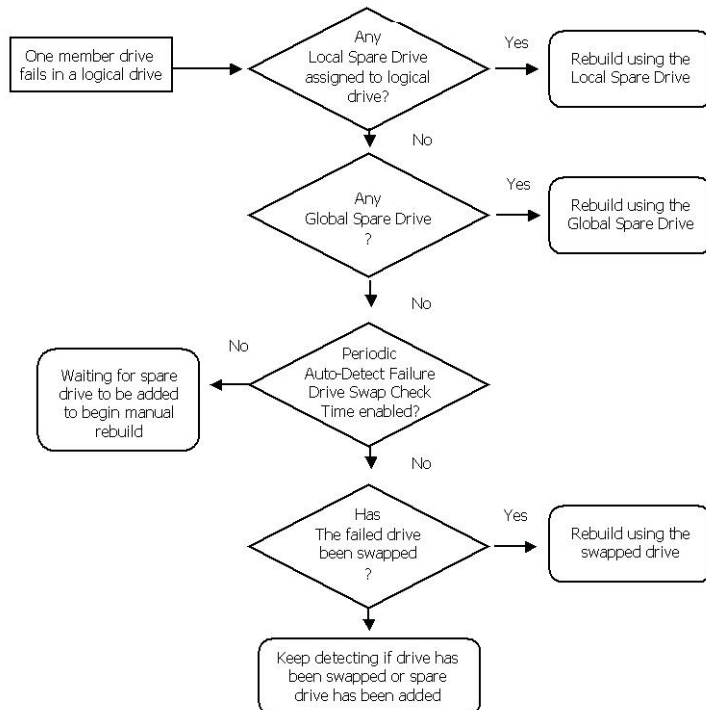 One member drive
fails in a logical drive
Any
Local Spare Drive
assigned to logical
drive?
Yes
Rebuild using the
Local Spare Drive
No
Any
Global Spare Drive
?
Yes
Rebuild using the
Global Spare Drive
No
Periodic
Auto-Detect Failure
Drive Swap Check
Time enabled?
No
Waiting for spare
drive to be added
to begin manual
rebuild
No
Has
The failed drive
been swapped
?
Yes
Rebuild using the
swapped drive
Keep detecting if drive has
been swapped or spare
drive has been added